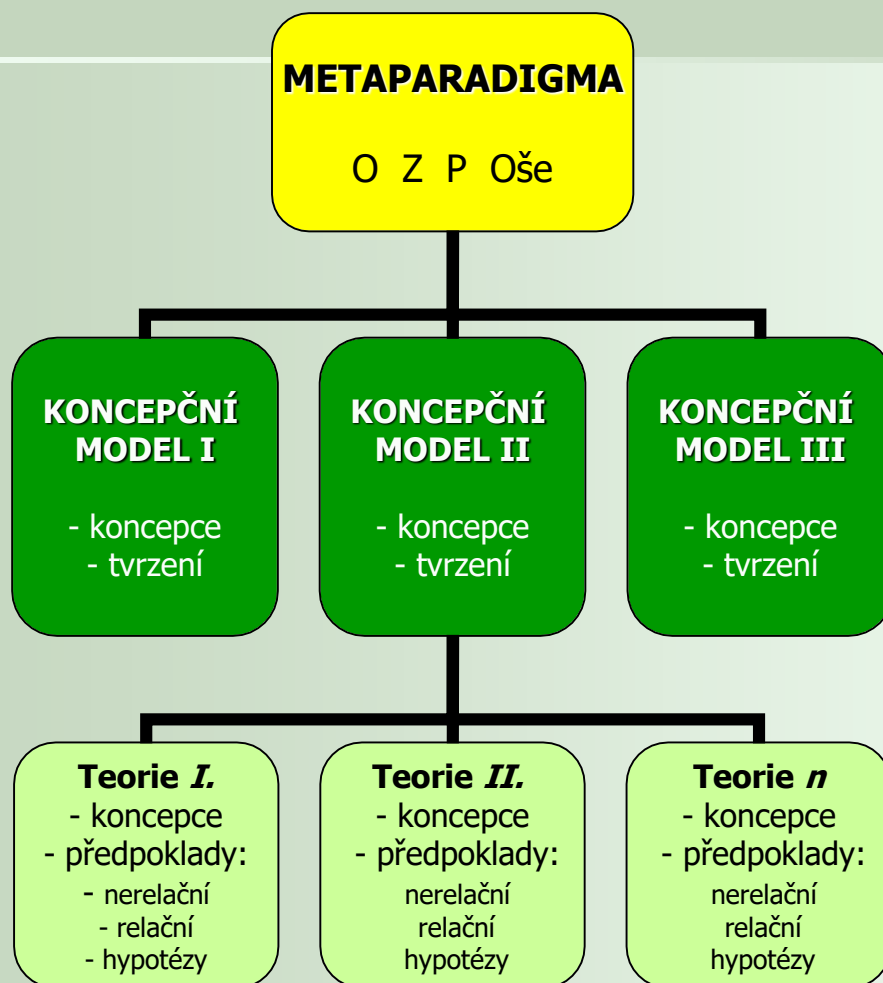 METAPARADIGMA
O Z P Oše
KONCEPČNÍ
MODEL I
- koncepce
- tvrzení
KONCEPČNÍ
MODEL II
- koncepce
- tvrzení
KONCEPČNÍ
MODEL III
- koncepce
- tvrzení
Teorie I.
- koncepce
- předpoklady:
- nerelační
- relační
- hypotézy
Teorie II.
- koncepce
- předpoklady:
nerelační
relační
hypotézy
Teorie n
- koncepce
- předpoklady:
nerelační
relační
hypotézy